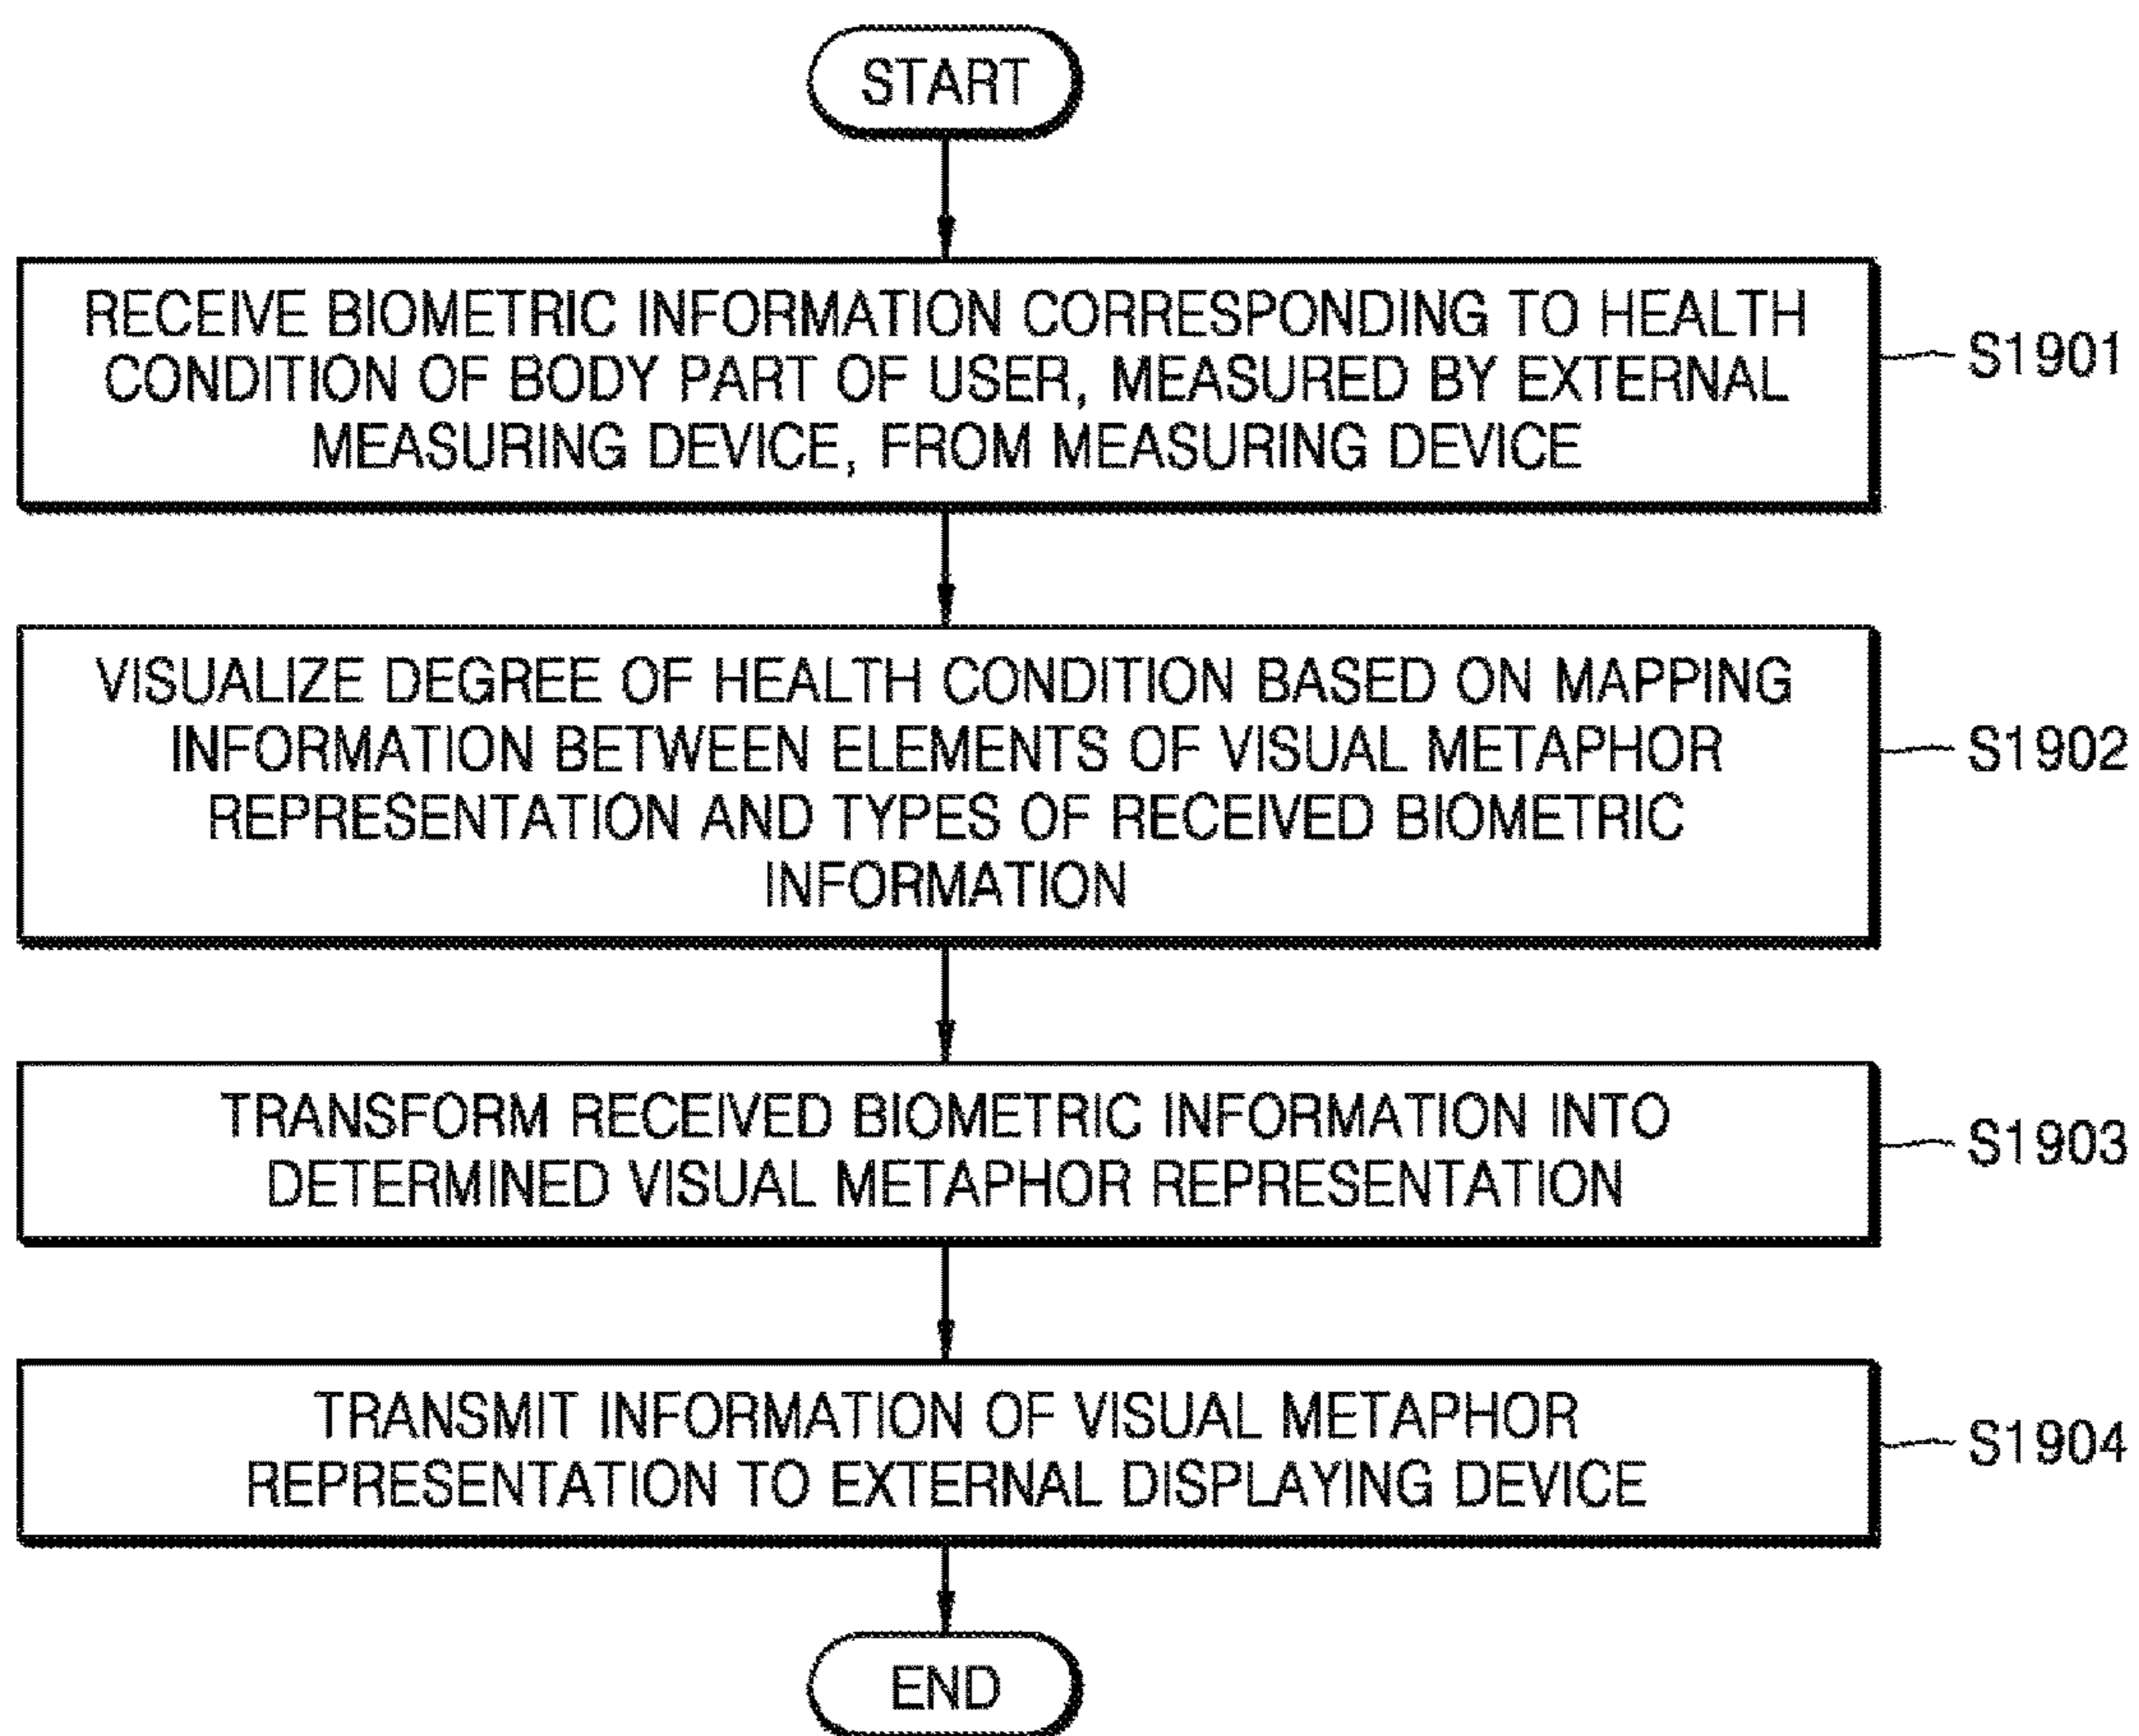 START
RECEIVE BIOMETRIC INFORMATION CORRESPONDING TO HEALTH
CONDITION OF BODY PART OF USER, MEASURED BY EXTERNAL
MEASURING DEVICE, FROM MEASURING DEVICE
S1901
VISUALIZE DEGREE OF HEALTH CONDITION BASED ON MAPPING
INFORMATION BETWEEN ELEMENTS OF VISUAL METAPHOR
REPRESENTATION AND TYPES OF RECEIVED BIOMETRIC
INFORMATION
S1902
TRANSFORM RECEIVED BIOMETRIC INFORMATION INTO
DETERMINED VISUAL METAPHOR REPRESENTATION
S1903
TRANSMIT INFORMATION OF VISUAL METAPHOR
REPRESENTATION TO EXTERNAL DISPLAYING DEVICE
S1904
END